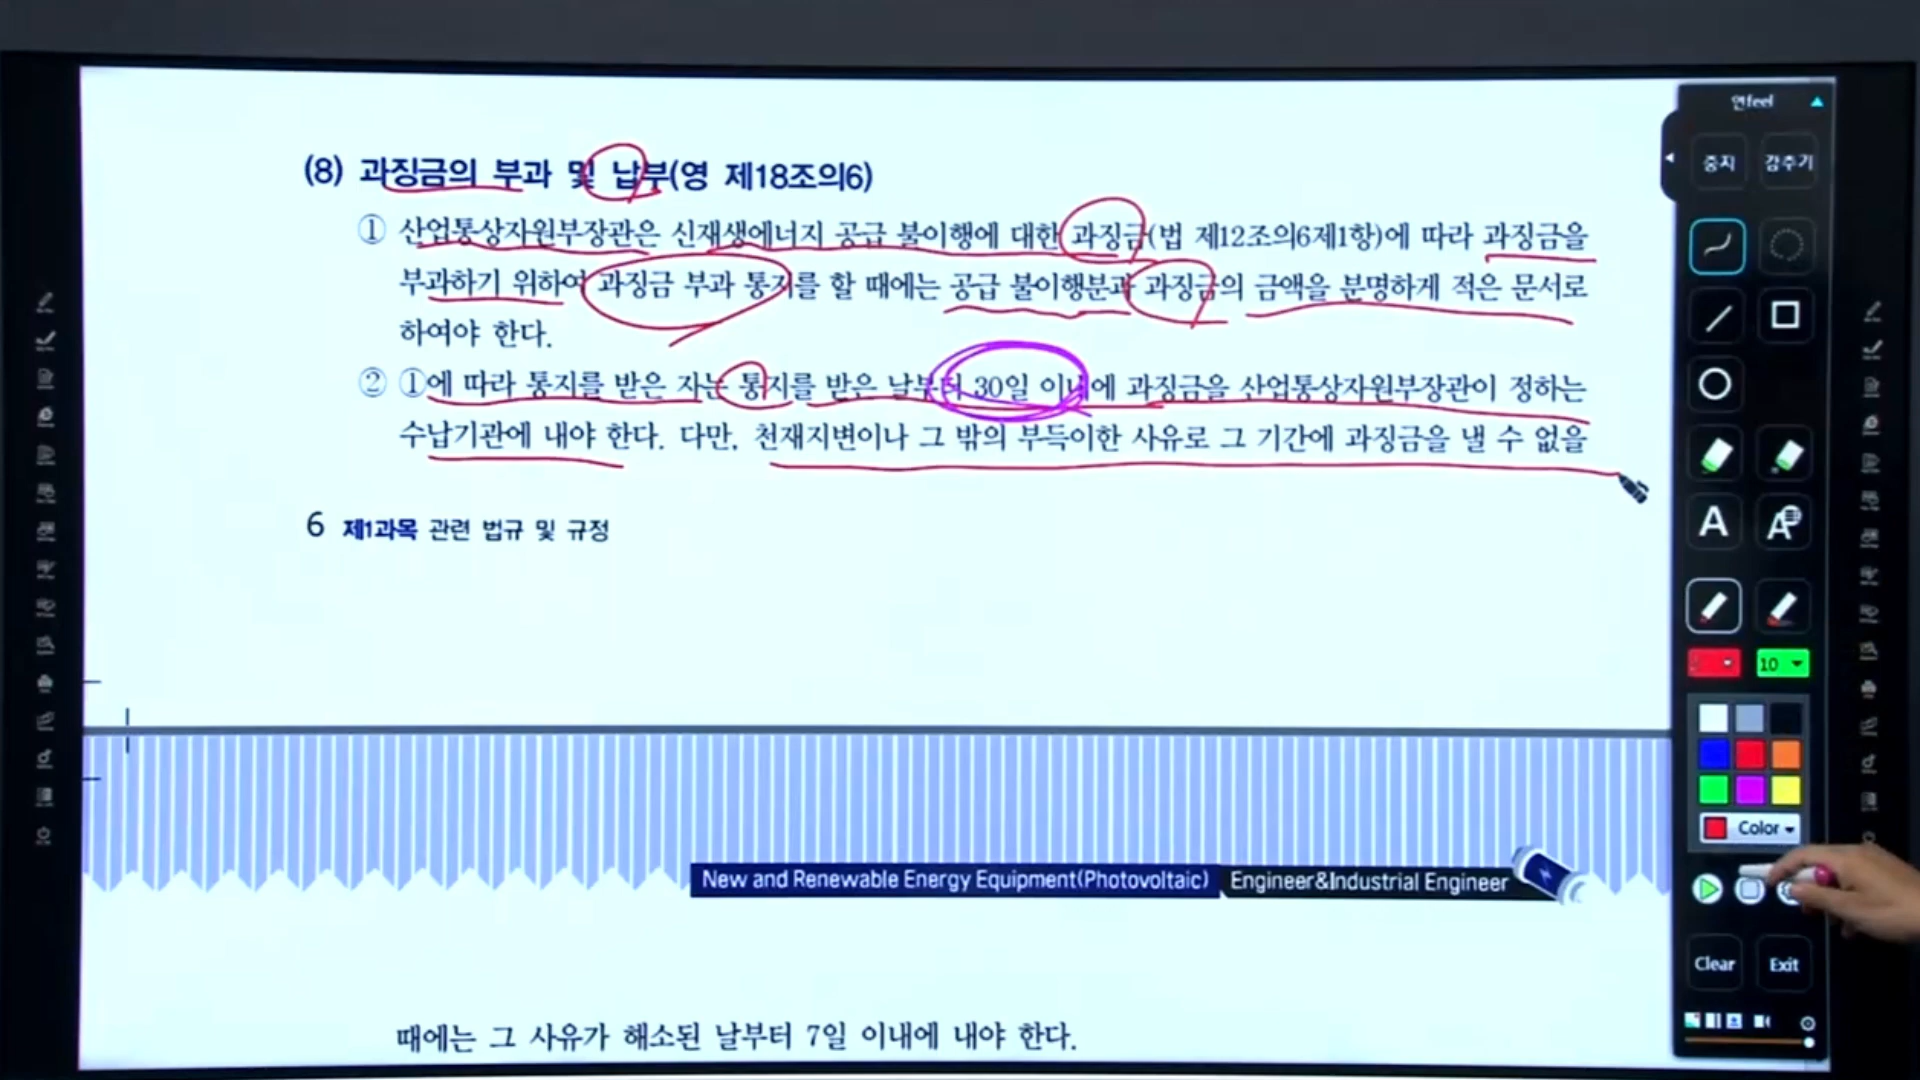 연feel
중지 감추기
(8) 과징금의 부과 및 납부(영 제18조의6)
① 산업통상자원부장관은 신재생에너지 공급 불이행에 대한 과징금(법 제12조의6제1항)에 따라 과징금을
부과하기 위하여 과징금 부과 통지를 할 때에는 공급 불이행분과 과징금의 금액을 분명하게 적은 문서로
하여야 한다.
② ①에 따라 통지를 받은 자는 통지를 받은 날부터 30일 이내에 과징금을 산업통상자원부장관이 정하는
수납기관에 내야 한다. 다만, 천재지변이나 그 밖의 부득이한 사유로 그 기간에 과징금을 낼 수 없을
6 제1과목 관련 법규 및 규정
A A
10
Color
New and Renewable Energy Equipment(Photovoltaic) Engineer&Industrial Engineer
Clear Exit
때에는 그 사유가 해소된 날부터 7일 이내에 내야 한다.